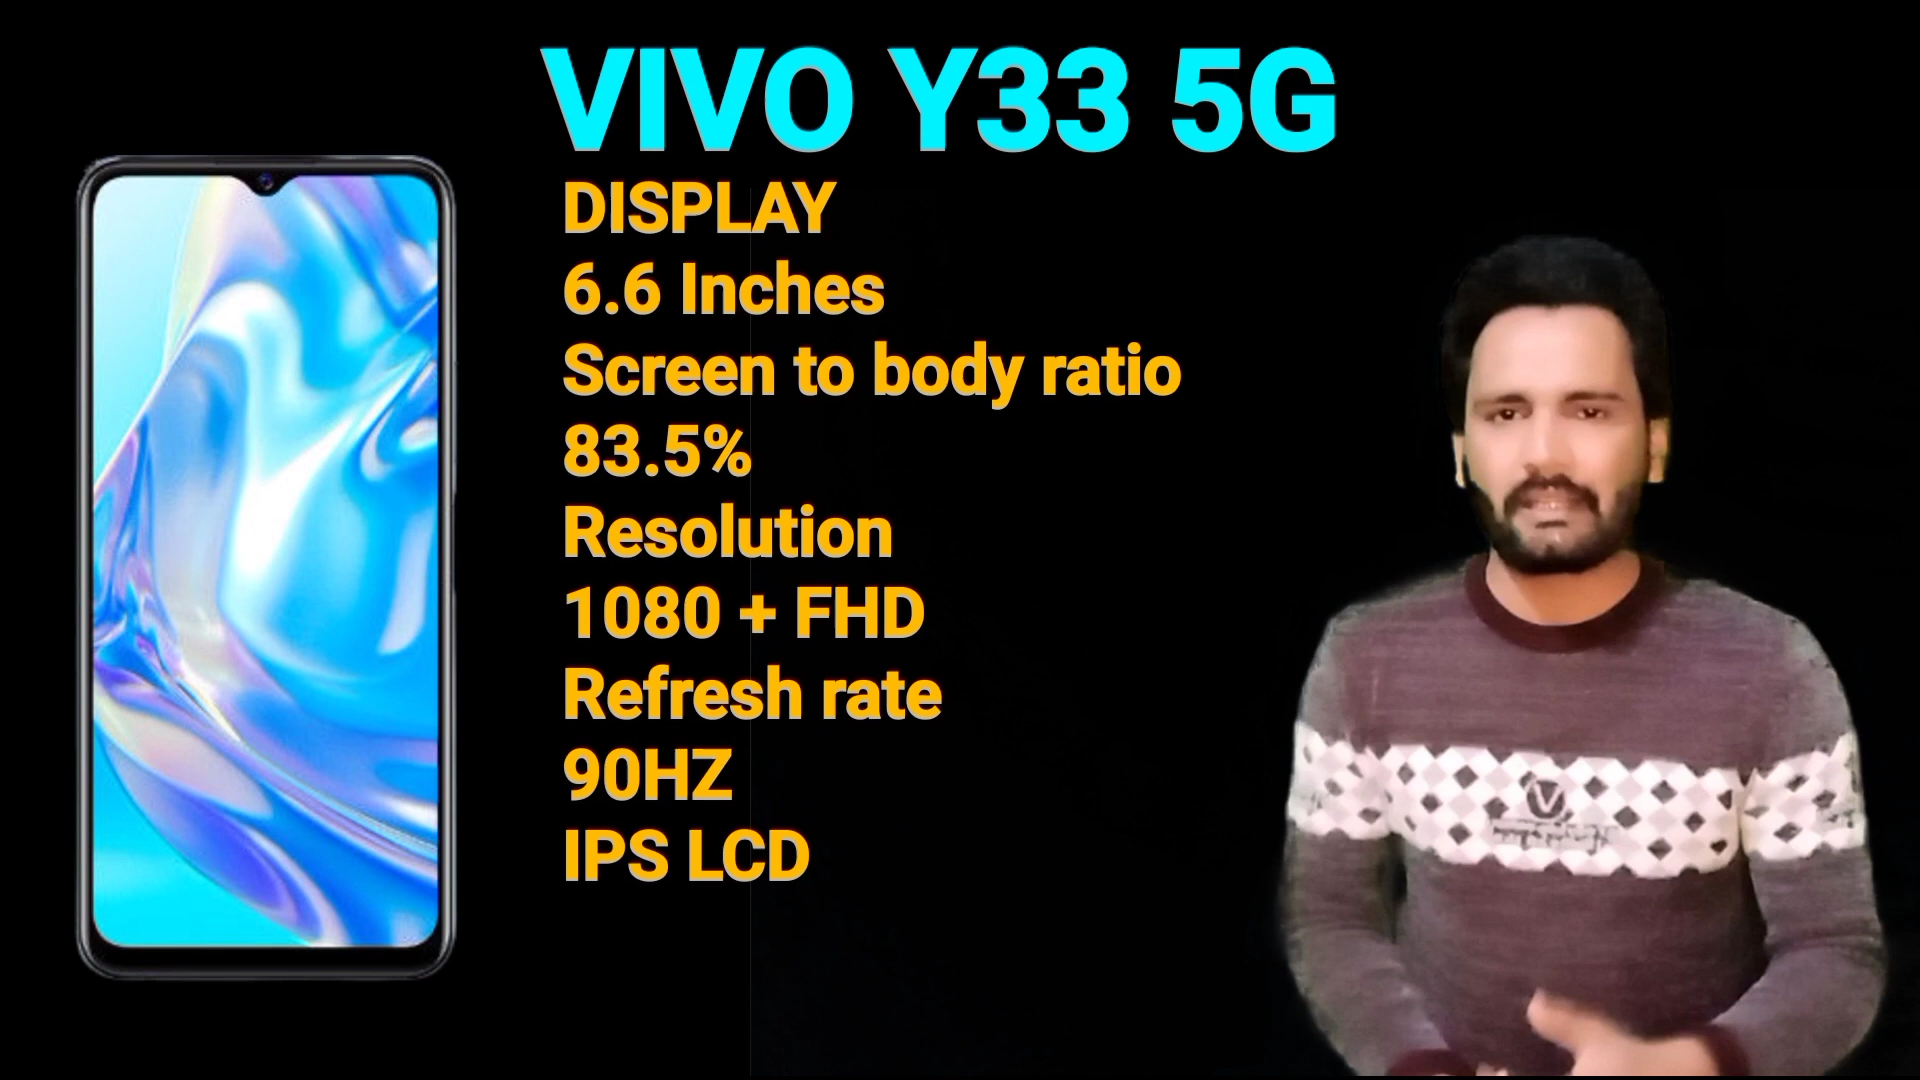 VIVO Y33 5G
DISPLAY
6.6 Inches
Screen to body ratio
83.5%
Resolution
1080 + FHD
Refresh rate
90HZ
IPS LCD
V